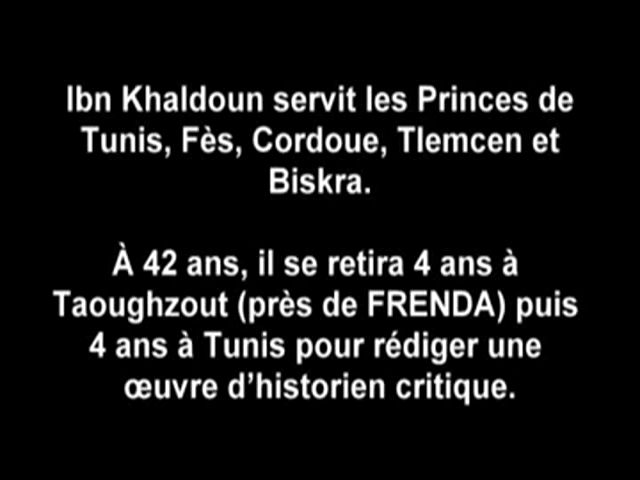 Ibn Khaldoun servit les Princes de
Tunis, Fès, Cordoue, Tlemcen et
Biskra.
À 42 ans, il se retira 4 ans à
Taoughzout (près de FRENDA) puis
4 ans à Tunis pour rédiger une
œuvre d'historien critique.